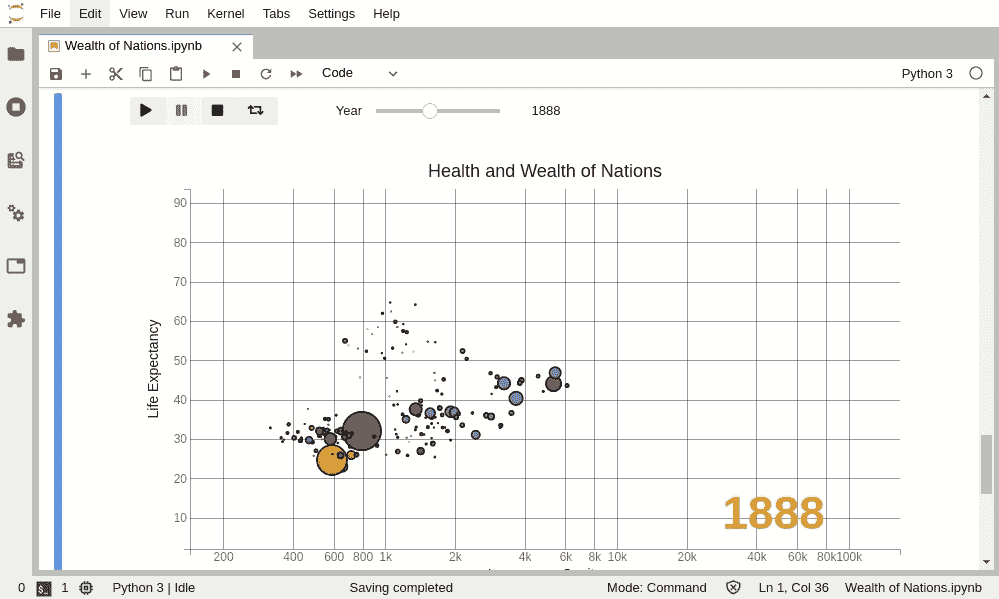 File Edit View Run Kernel Tabs Settings Help
Wealth of Nations.ipynb
Code
Python 3
Year 1888
Health and Wealth of Nations
90
80
70
60
50
40
30
20
10
Life Expectancy
1888
200 400 600 800 1k 2k 4k 6k 8k 10k 20k 40k 60k 80k 100k
0 $_ 1 Python 3 | Idle Saving completed Mode: Command Ln 1, Col 36 Wealth of Nations.ipynb